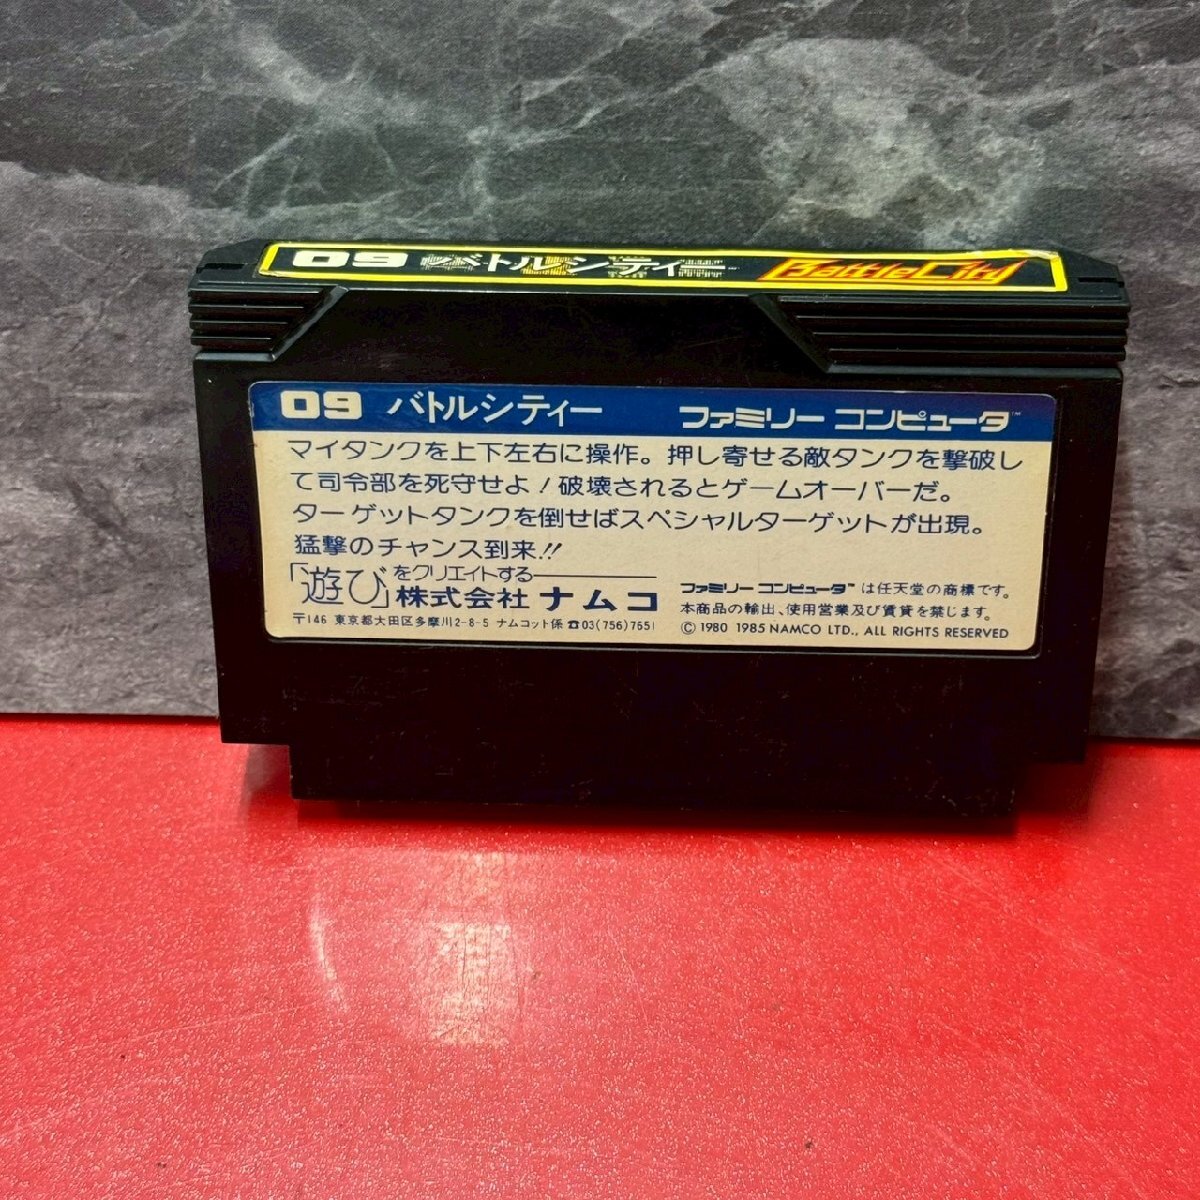 09 バトルシティー BattleCity
09 バトルシティー ファミリー コンピュータ™
マイタンクを上下左右に操作。押し寄せる敵タンクを撃破し
て司令部を死守せよ！破壊されるとゲームオーバーだ。
ターゲットタンクを倒せばスペシャルターゲットが出現。
猛撃のチャンス到来!!
「遊び」をクリエイトする
株式会社 ナムコ
〒146 東京都大田区多摩川2-8-5 ナムコット係 ☎03(756)7651
ファミリー コンピュータ™ は任天堂の商標です。
本商品の輸出、使用営業及び賃貸を禁じます。
© 1980 1985 NAMCO LTD., ALL RIGHTS RESERVED